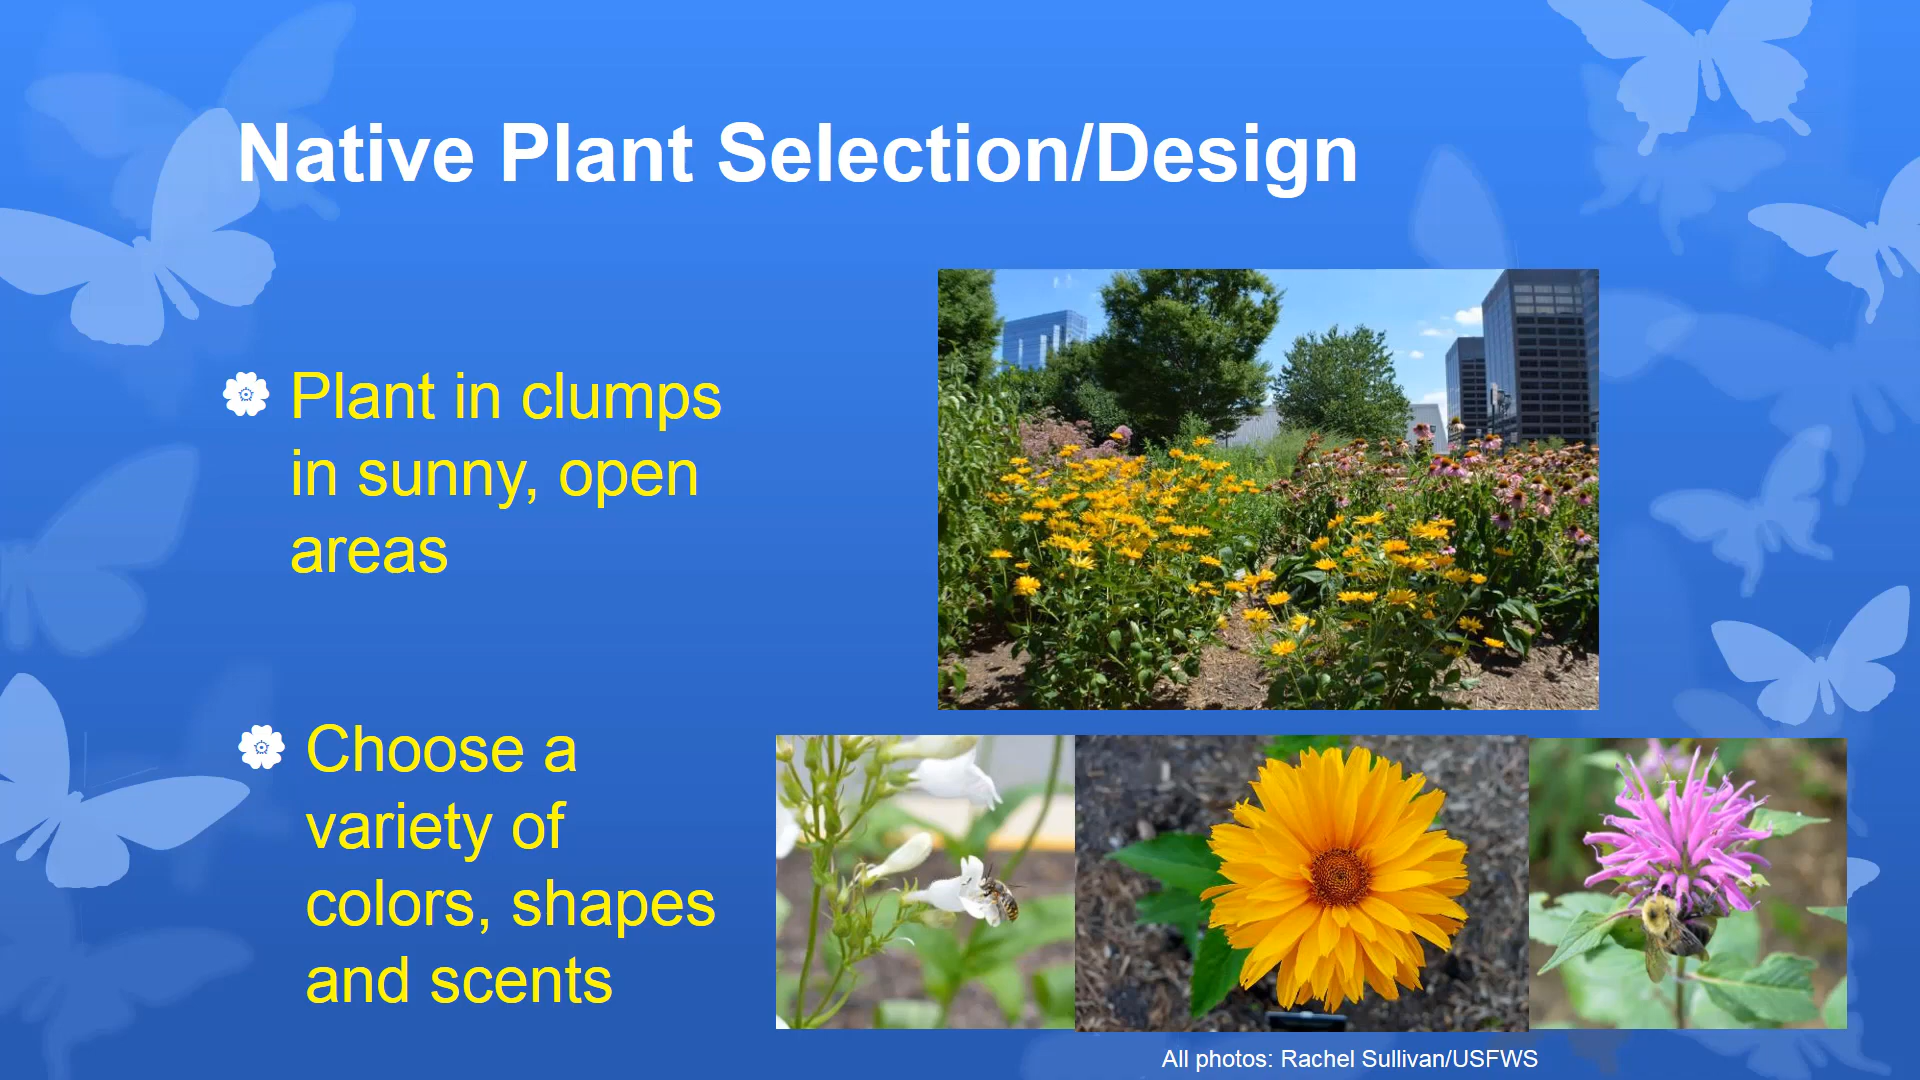 Native Plant Selection/Design
Plant in clumps
in sunny, open
areas
Choose a
variety of
colors, shapes
and scents
All photos: Rachel Sullivan/USFWS